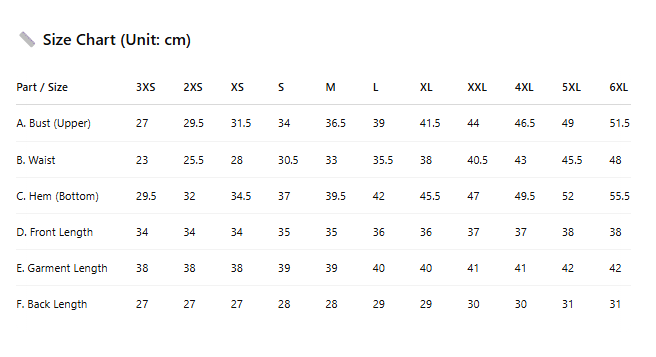 Size Chart (Unit: cm)
Part / Size 3XS 2XS XS S M L XL XXL 4XL 5XL 6XL
A. Bust (Upper) 27 29.5 31.5 34 36.5 39 41.5 44 46.5 49 51.5
B. Waist 23 25.5 28 30.5 33 35.5 38 40.5 43 45.5 48
C. Hem (Bottom) 29.5 32 34.5 37 39.5 42 45.5 47 49.5 52 55.5
D. Front Length 34 34 34 35 35 36 36 37 37 38 38
E. Garment Length 38 38 38 39 39 40 40 41 41 42 42
F. Back Length 27 27 27 28 28 29 29 30 30 31 31